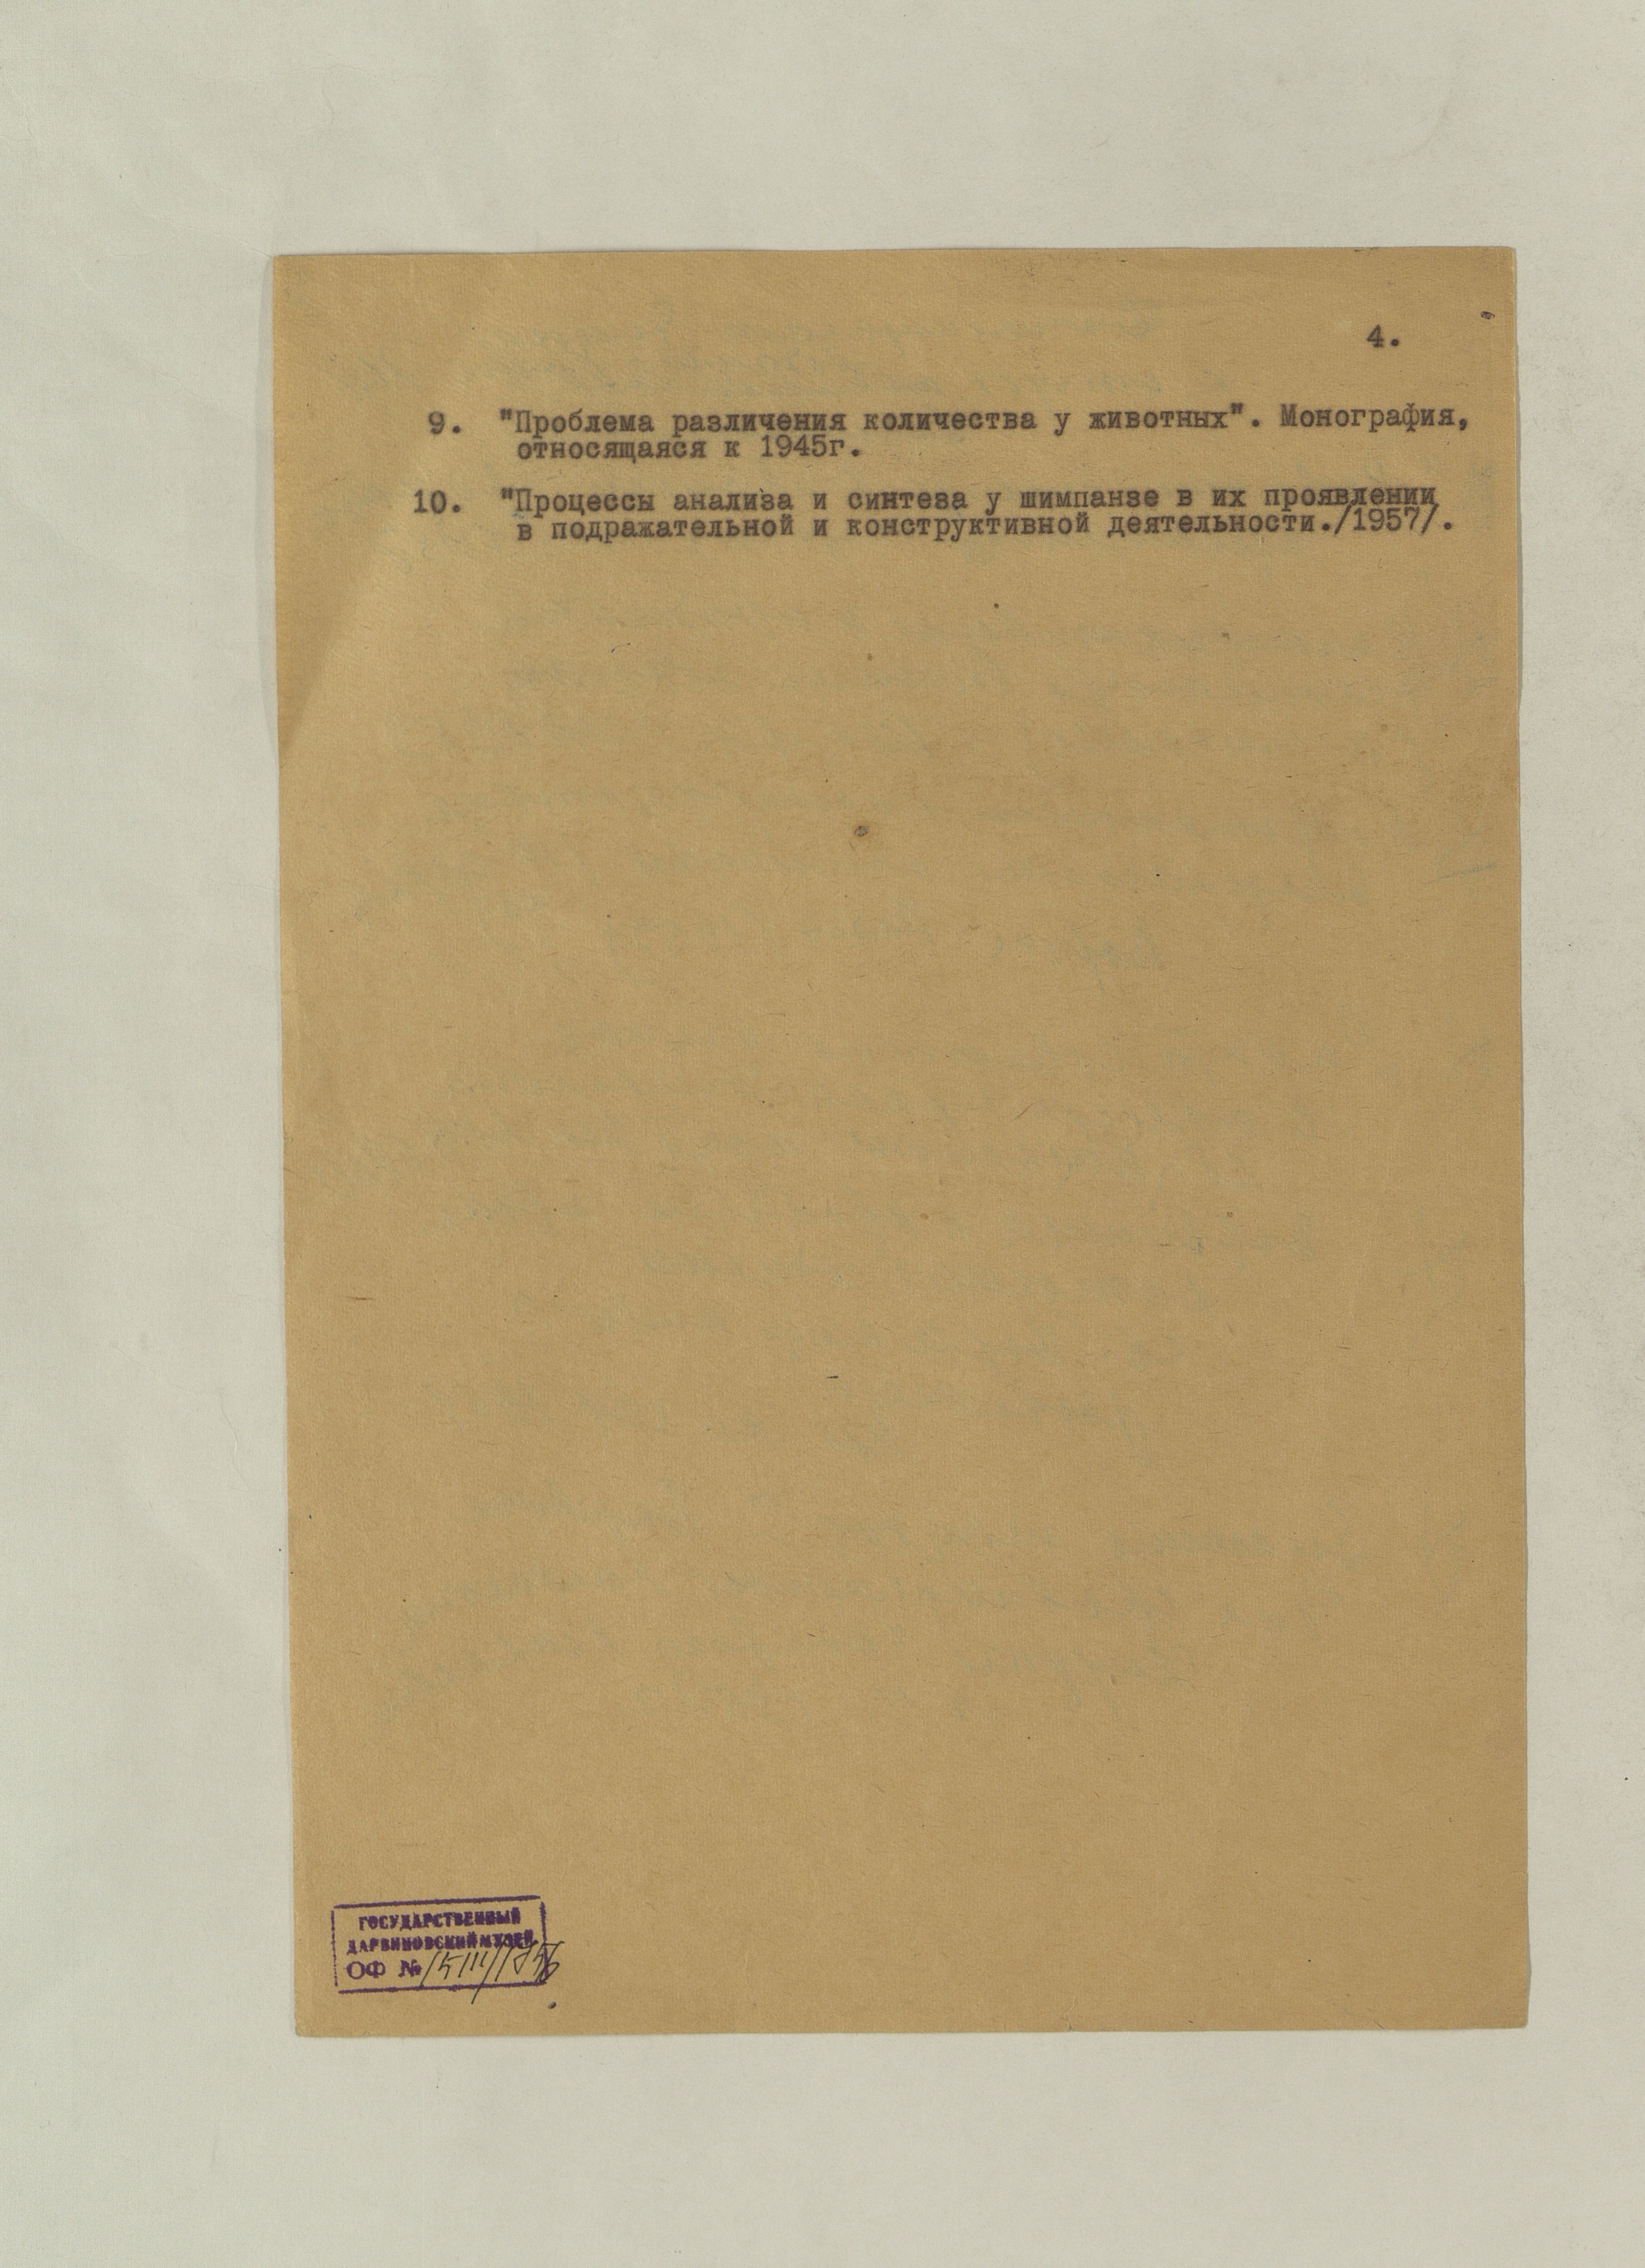 4.
9. "Проблема различения количества у животных". Монография,
относящаяся к 1945г.
10. "Процессы анализа и синтеза у шимпанзе в их проявлении
в подражательной и конструктивной деятельности./1957/.
ГОСУДАРСТВЕННЫЙ
ДАРВИНОВСКИЙ МУЗЕЙ
ОФ №